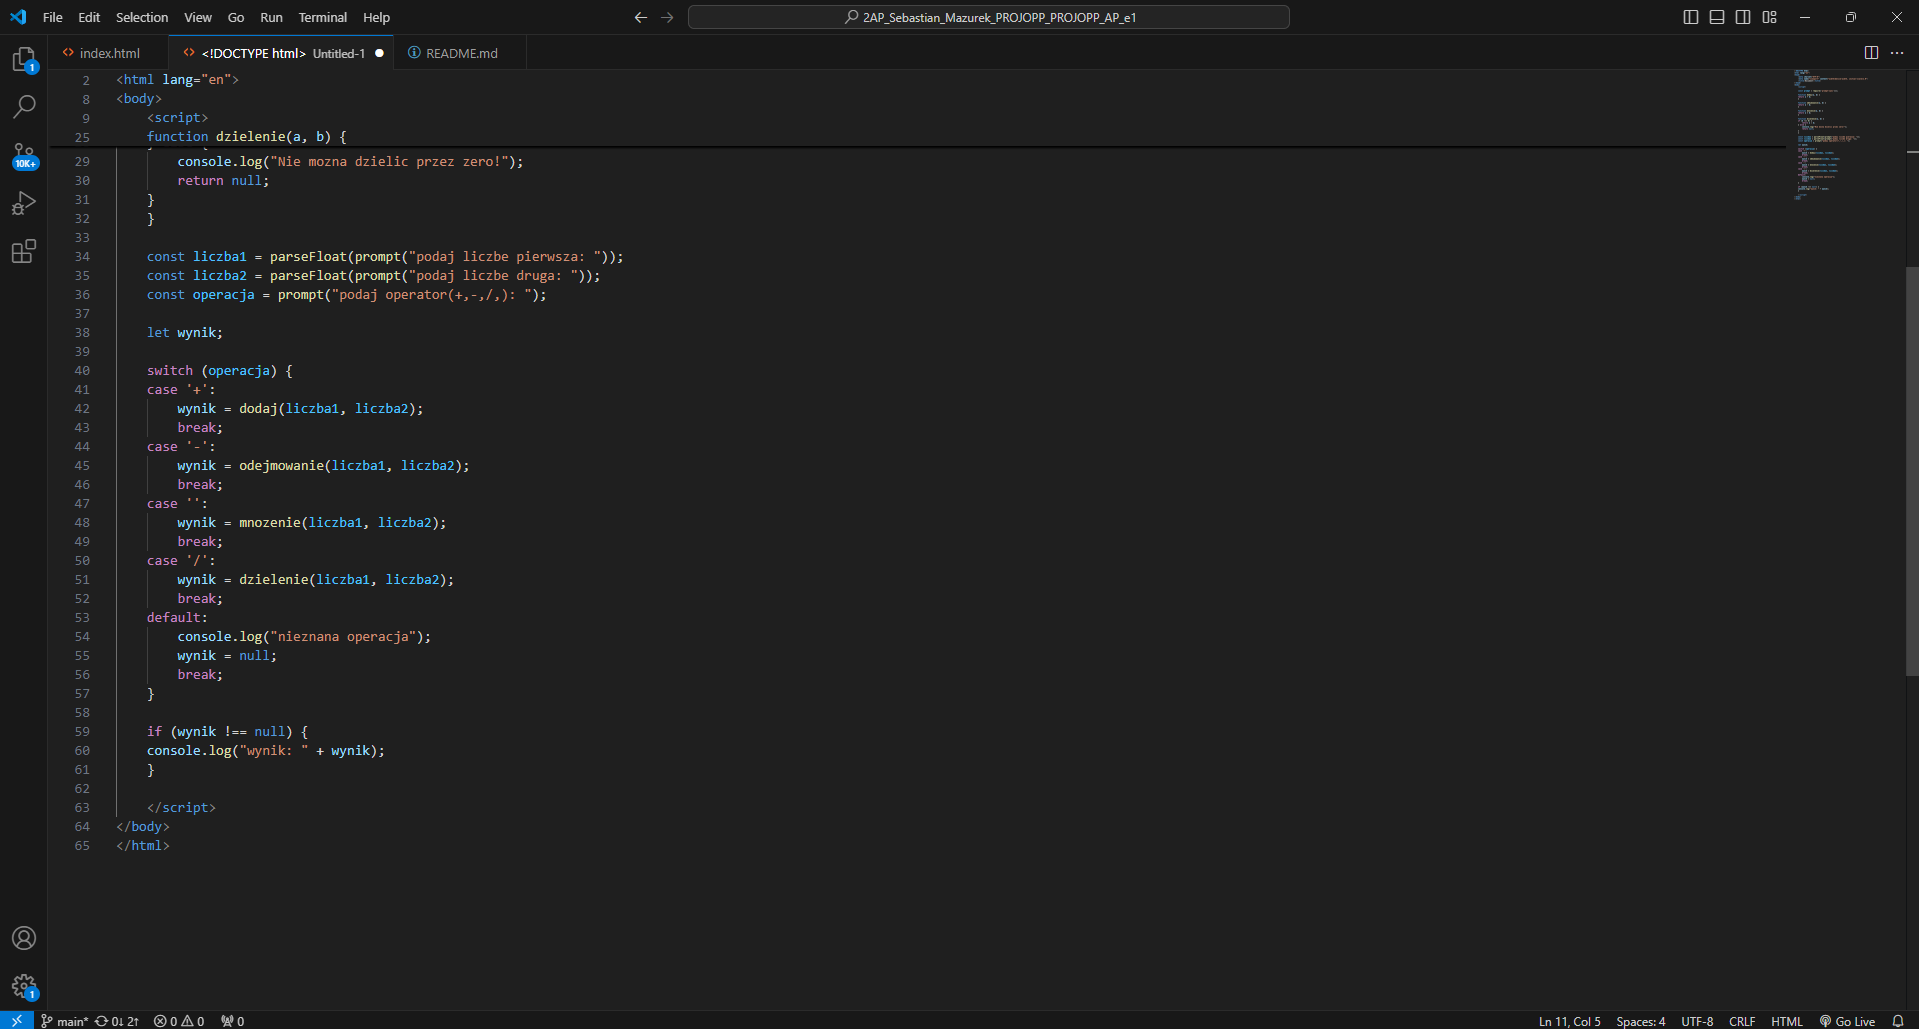 File Edit Selection View Go Run Terminal Help
2AP_Sebastian_Mazurek_PROJOPP_PROJOPP_AP_e1
index.html
<!DOCTYPE html> Untitled-1
README.md
1
10K+
1
2 <html lang="en">
8 <body>
9 <script>
25 function dzielenie(a, b) {
29 console.log("Nie mozna dzielic przez zero!");
30 return null;
31 }
32 }
33
34 const liczba1 = parseFloat(prompt("podaj liczbe pierwsza: "));
35 const liczba2 = parseFloat(prompt("podaj liczbe druga: "));
36 const operacja = prompt("podaj operator(+,-,/,): ");
37
38 let wynik;
39
40 switch (operacja) {
41 case '+':
42 wynik = dodaj(liczba1, liczba2);
43 break;
44 case '-':
45 wynik = odejmowanie(liczba1, liczba2);
46 break;
47 case '':
48 wynik = mnozenie(liczba1, liczba2);
49 break;
50 case '/':
51 wynik = dzielenie(liczba1, liczba2);
52 break;
53 default:
54 console.log("nieznana operacja");
55 wynik = null;
56 break;
57 }
58
59 if (wynik !== null) {
60 console.log("wynik: " + wynik);
61 }
62
63 </script>
64 </body>
65 </html>
main* 0↓ 2↑ 0 0 0
Ln 11, Col 5 Spaces: 4 UTF-8 CRLF HTML Go Live